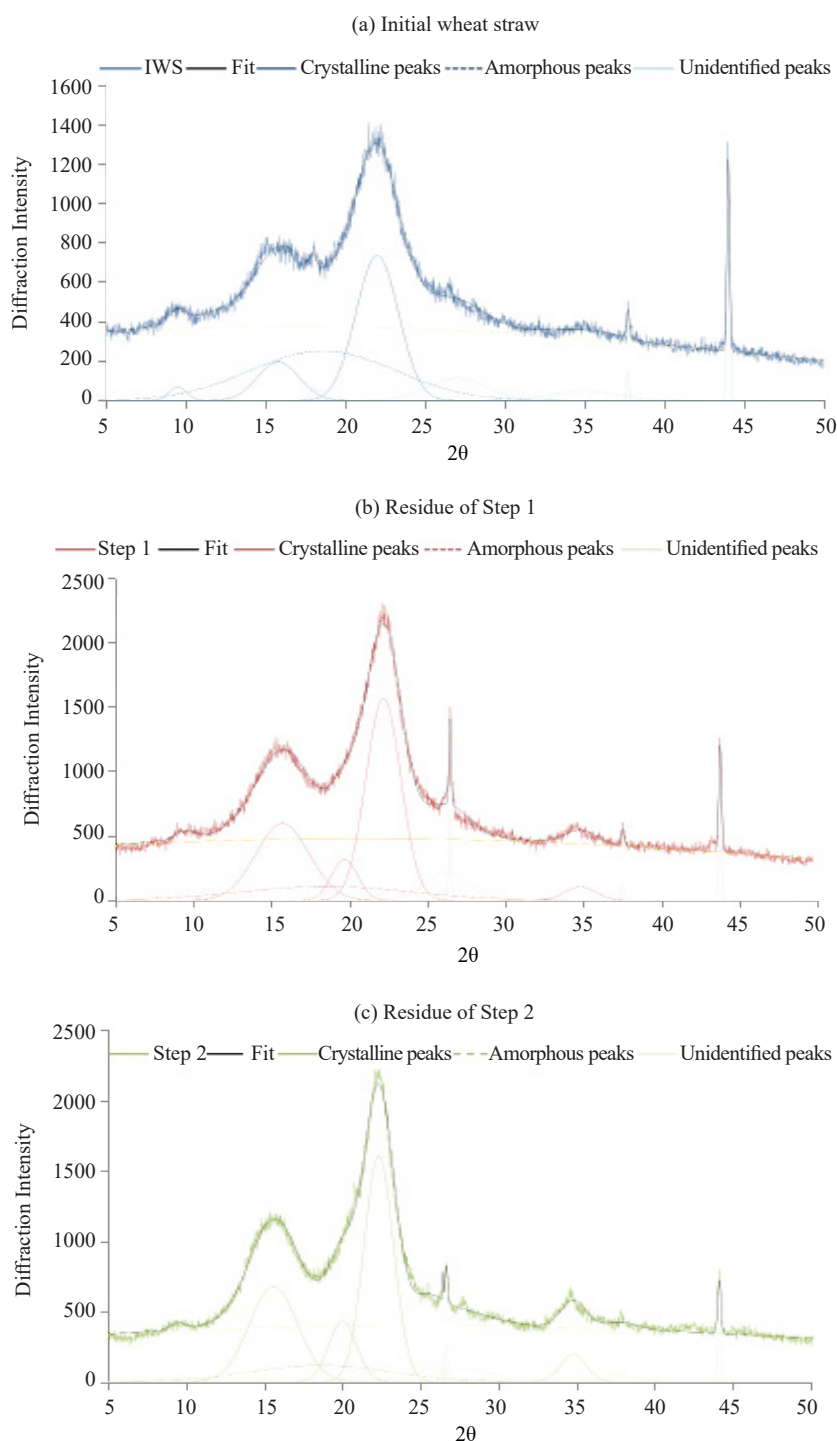 (a) Initial wheat straw
IWS Fit Crystalline peaks Amorphous peaks Unidentified peaks
1600
1400
1200
1000
800
600
400
200
0
Diffraction Intensity
5 10 15 20 25 30 35 40 45 50
2θ
(b) Residue of Step 1
Step 1 Fit Crystalline peaks Amorphous peaks Unidentified peaks
2500
2000
1500
1000
500
0
Diffraction Intensity
5 10 15 20 25 30 35 40 45 50
2θ
(c) Residue of Step 2
Step 2 Fit Crystalline peaks Amorphous peaks Unidentified peaks
2500
2000
1500
1000
500
0
Diffraction Intensity
5 10 15 20 25 30 35 40 45 50
2θ